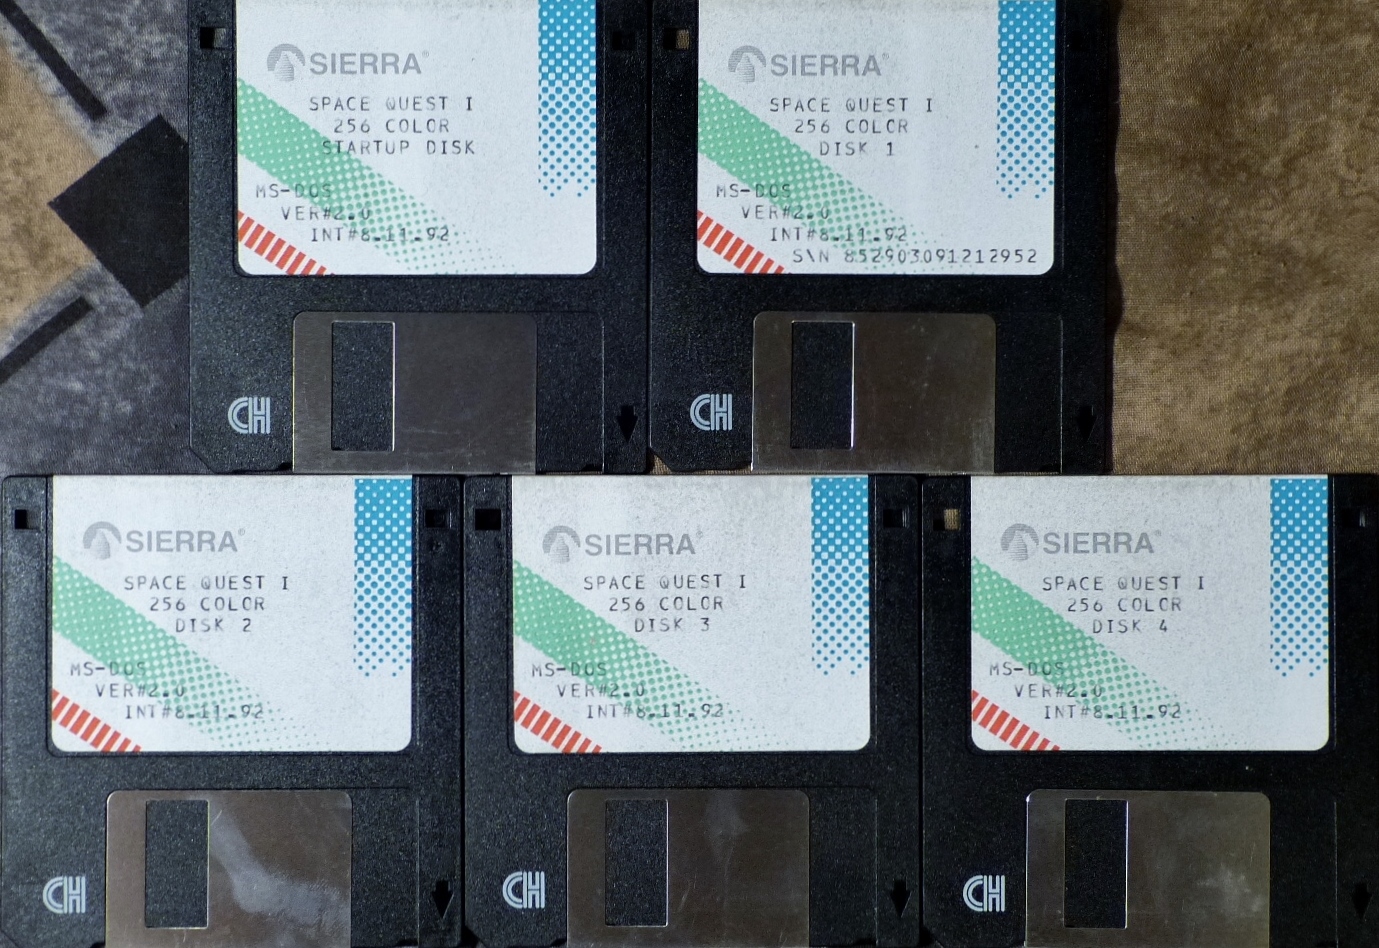 SIERRA®
SPACE QUEST I
256 COLOR
STARTUP DISK
MS-DOS
VER#2.0
INT#8.11.92
CH
SIERRA®
SPACE QUEST I
256 COLOR
DISK 1
MS-DOS
VER#2.0
INT#8.11.92
S\N 852903091212952
CH
SIERRA®
SPACE QUEST I
256 COLOR
DISK 2
MS-DOS
VER#2.0
INT#8.11.92
CH
SIERRA®
SPACE QUEST I
256 COLOR
DISK 3
MS-DOS
VER#2.0
INT#8.11.92
CH
SIERRA®
SPACE QUEST I
256 COLOR
DISK 4
MS-DOS
VER#2.0
INT#8.11.92
CH